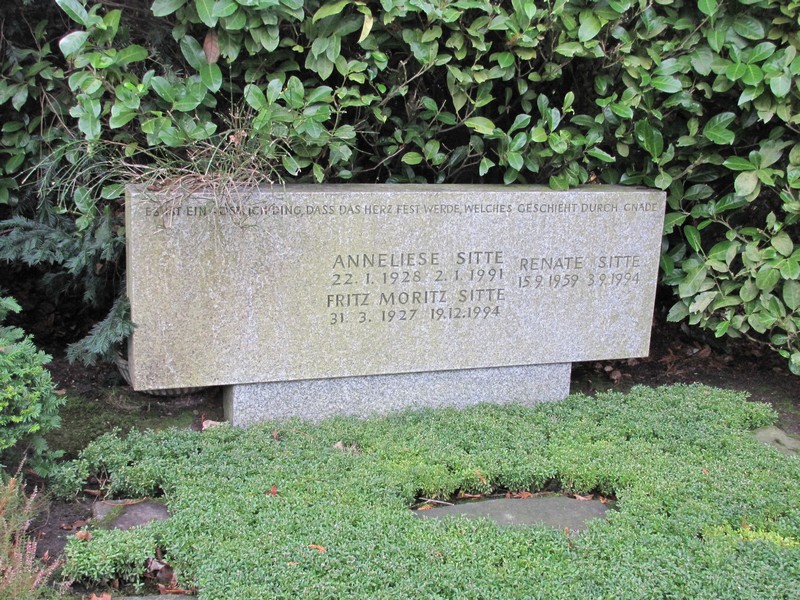 ES IST EIN KÖSTLICH DING, DASS DAS HERZ FEST WERDE, WELCHES GESCHIEHT DURCH GNADE.
ANNELIESE SITTE
22. 1. 1928 2. 1. 1991
FRITZ MORITZ SITTE
31. 3. 1927 19.12.1994
RENATE SITTE
15.9.1959 3.9.1994